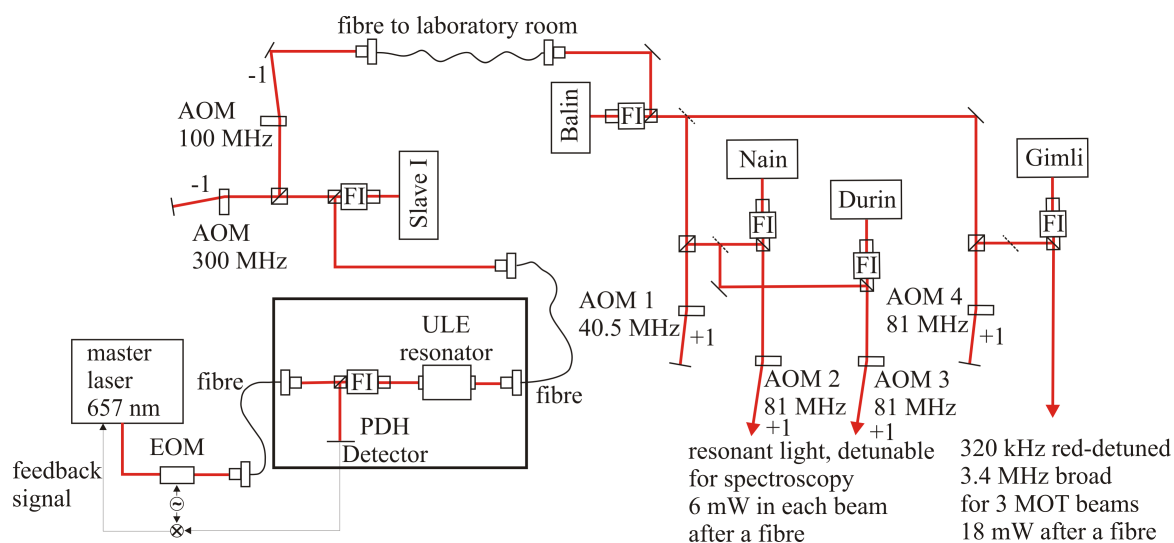 fibre to laboratory room
-1
AOM
100 MHz
-1
AOM
300 MHz
FI
Slave I
Balin
FI
Nain
FI
Durin
FI
Gimli
FI
AOM 1
40.5 MHz
+1
AOM 4
81 MHz
+1
AOM 2
81 MHz
+1
AOM 3
81 MHz
+1
master
laser
657 nm
EOM
feedback
signal
~
fibre
FI
ULE
resonator
PDH
Detector
fibre
resonant light, detunable
for spectroscopy
6 mW in each beam
after a fibre
320 kHz red-detuned
3.4 MHz broad
for 3 MOT beams
18 mW after a fibre